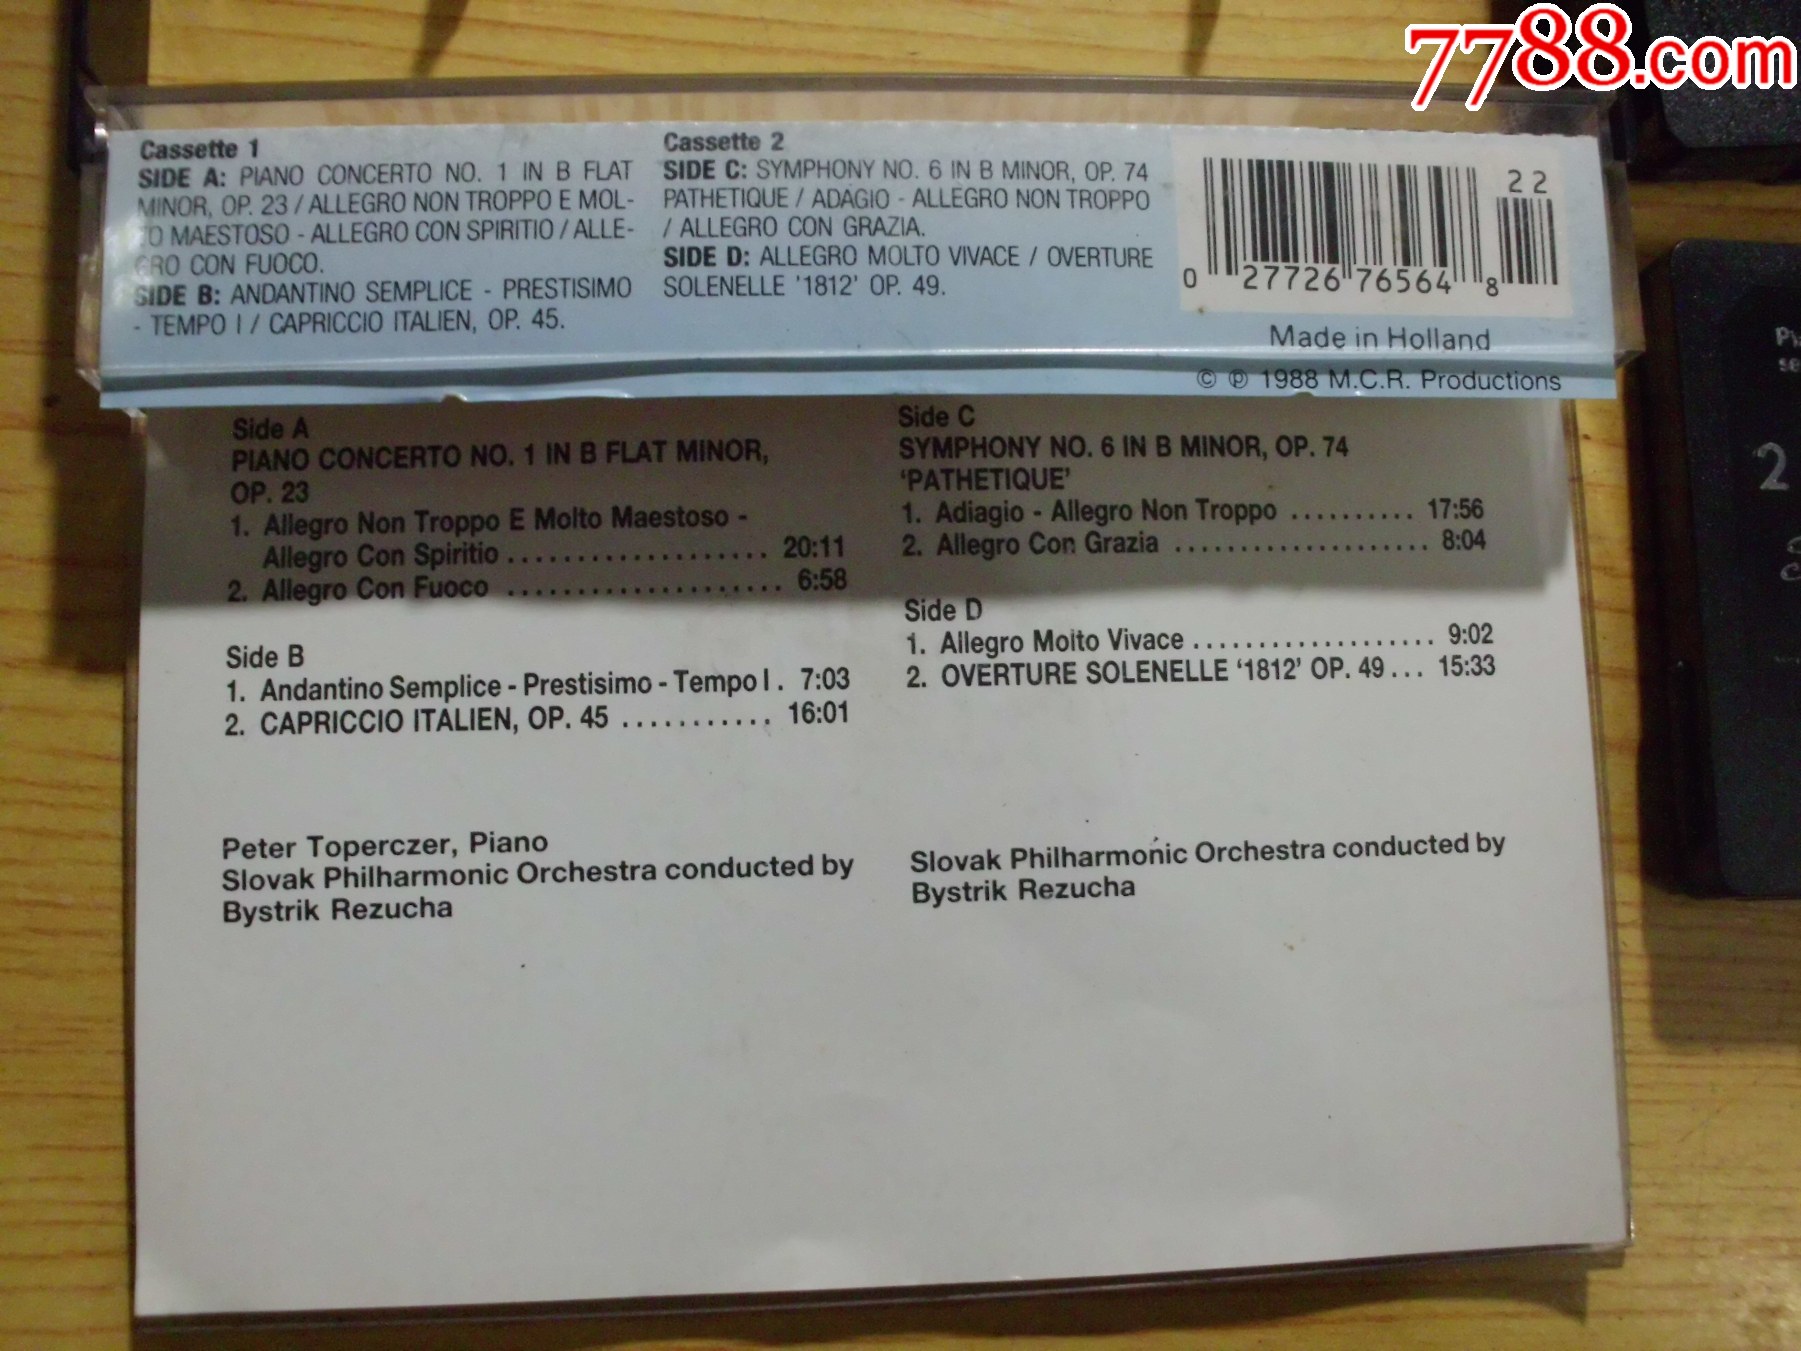 7788.com
Cassette 1
SIDE A: PIANO CONCERTO NO. 1 IN B FLAT
MINOR, OP. 23 / ALLEGRO NON TROPPO E MOL-
TO MAESTOSO - ALLEGRO CON SPIRITIO / ALLE-
GRO CON FUOCO.
SIDE B: ANDANTINO SEMPLICE - PRESTISIMO
- TEMPO I / CAPRICCIO ITALIEN, OP. 45.
Cassette 2
SIDE C: SYMPHONY NO. 6 IN B MINOR, OP. 74
PATHETIQUE / ADAGIO - ALLEGRO NON TROPPO
/ ALLEGRO CON GRAZIA.
SIDE D: ALLEGRO MOLTO VIVACE / OVERTURE
SOLENELLE '1812' OP. 49.
22
0 27726 76564 8
Made in Holland
© ℗ 1988 M.C.R. Productions
Side A
PIANO CONCERTO NO. 1 IN B FLAT MINOR,
OP. 23
1. Allegro Non Troppo E Molto Maestoso -
Allegro Con Spiritio .................... 20:11
2. Allegro Con Fuoco ..................... 6:58
Side B
1. Andantino Semplice - Prestisimo - Tempo I . 7:03
2. CAPRICCIO ITALIEN, OP. 45 ............ 16:01
Peter Toperczer, Piano
Slovak Philharmonic Orchestra conducted by
Bystrik Rezucha
Side C
SYMPHONY NO. 6 IN B MINOR, OP. 74
'PATHETIQUE'
1. Adiagio - Allegro Non Troppo .......... 17:56
2. Allegro Con Grazia .................... 8:04
Side D
1. Allegro Molto Vivace ................... 9:02
2. OVERTURE SOLENELLE '1812' OP. 49 ... 15:33
Slovak Philharmonic Orchestra conducted by
Bystrik Rezucha
2